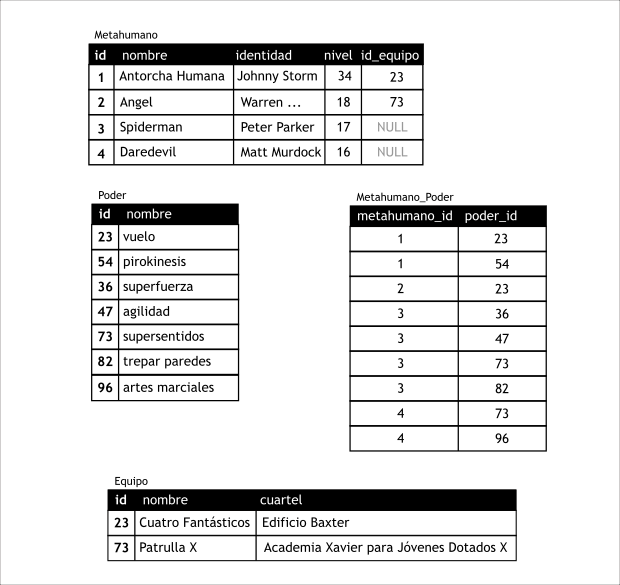 Metahumano
id nombre identidad nivel id_equipo
1 Antorcha Humana Johnny Storm 34 23
2 Angel Warren ... 18 73
3 Spiderman Peter Parker 17 NULL
4 Daredevil Matt Murdock 16 NULL
Poder
id nombre
23 vuelo
54 pirokinesis
36 superfuerza
47 agilidad
73 supersentidos
82 trepar paredes
96 artes marciales
Metahumano_Poder
metahumano_id poder_id
1 23
1 54
2 23
3 36
3 47
3 73
3 82
4 73
4 96
Equipo
id nombre cuartel
23 Cuatro Fantásticos Edificio Baxter
73 Patrulla X Academia Xavier para Jóvenes Dotados X